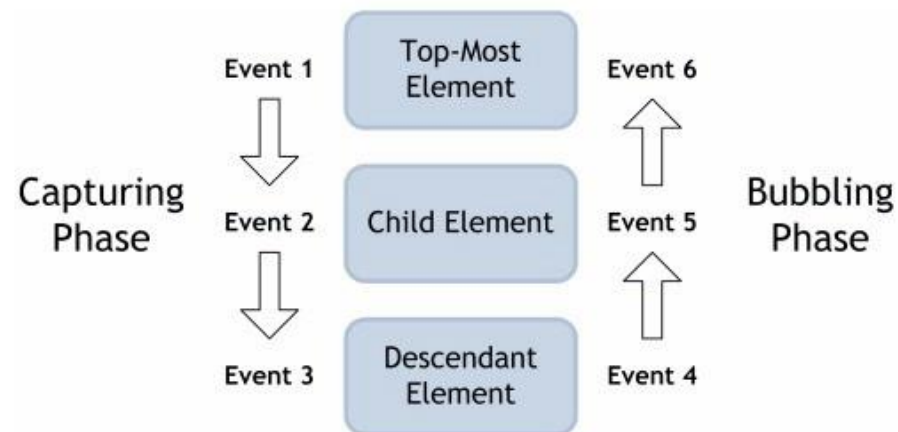 Event 1
Top-Most
Element
Event 6
Capturing
Phase
Event 2
Child Element
Event 5
Bubbling
Phase
Event 3
Descendant
Element
Event 4